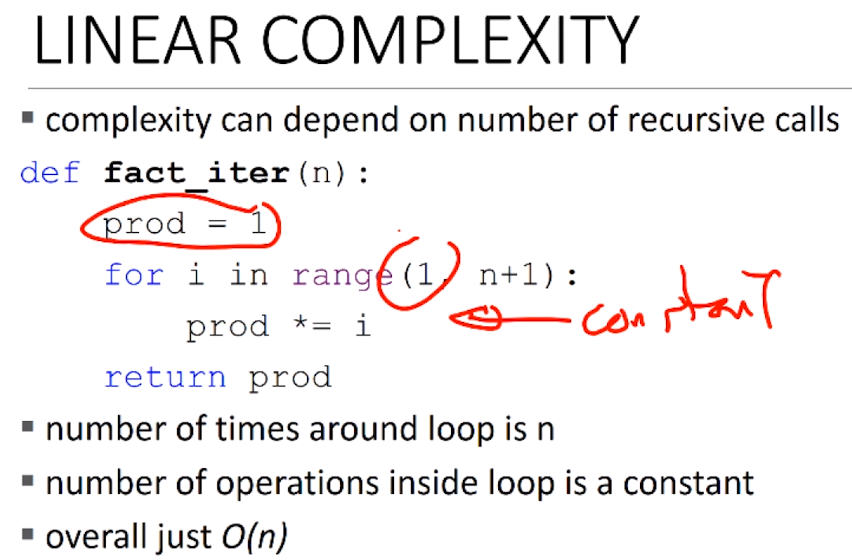 LINEAR COMPLEXITY
▪ complexity can depend on number of recursive calls
def fact_iter(n):
    prod = 1
    for i in range(1, n+1):
        prod *= i
constant
    return prod
▪ number of times around loop is n
▪ number of operations inside loop is a constant
▪ overall just O(n)